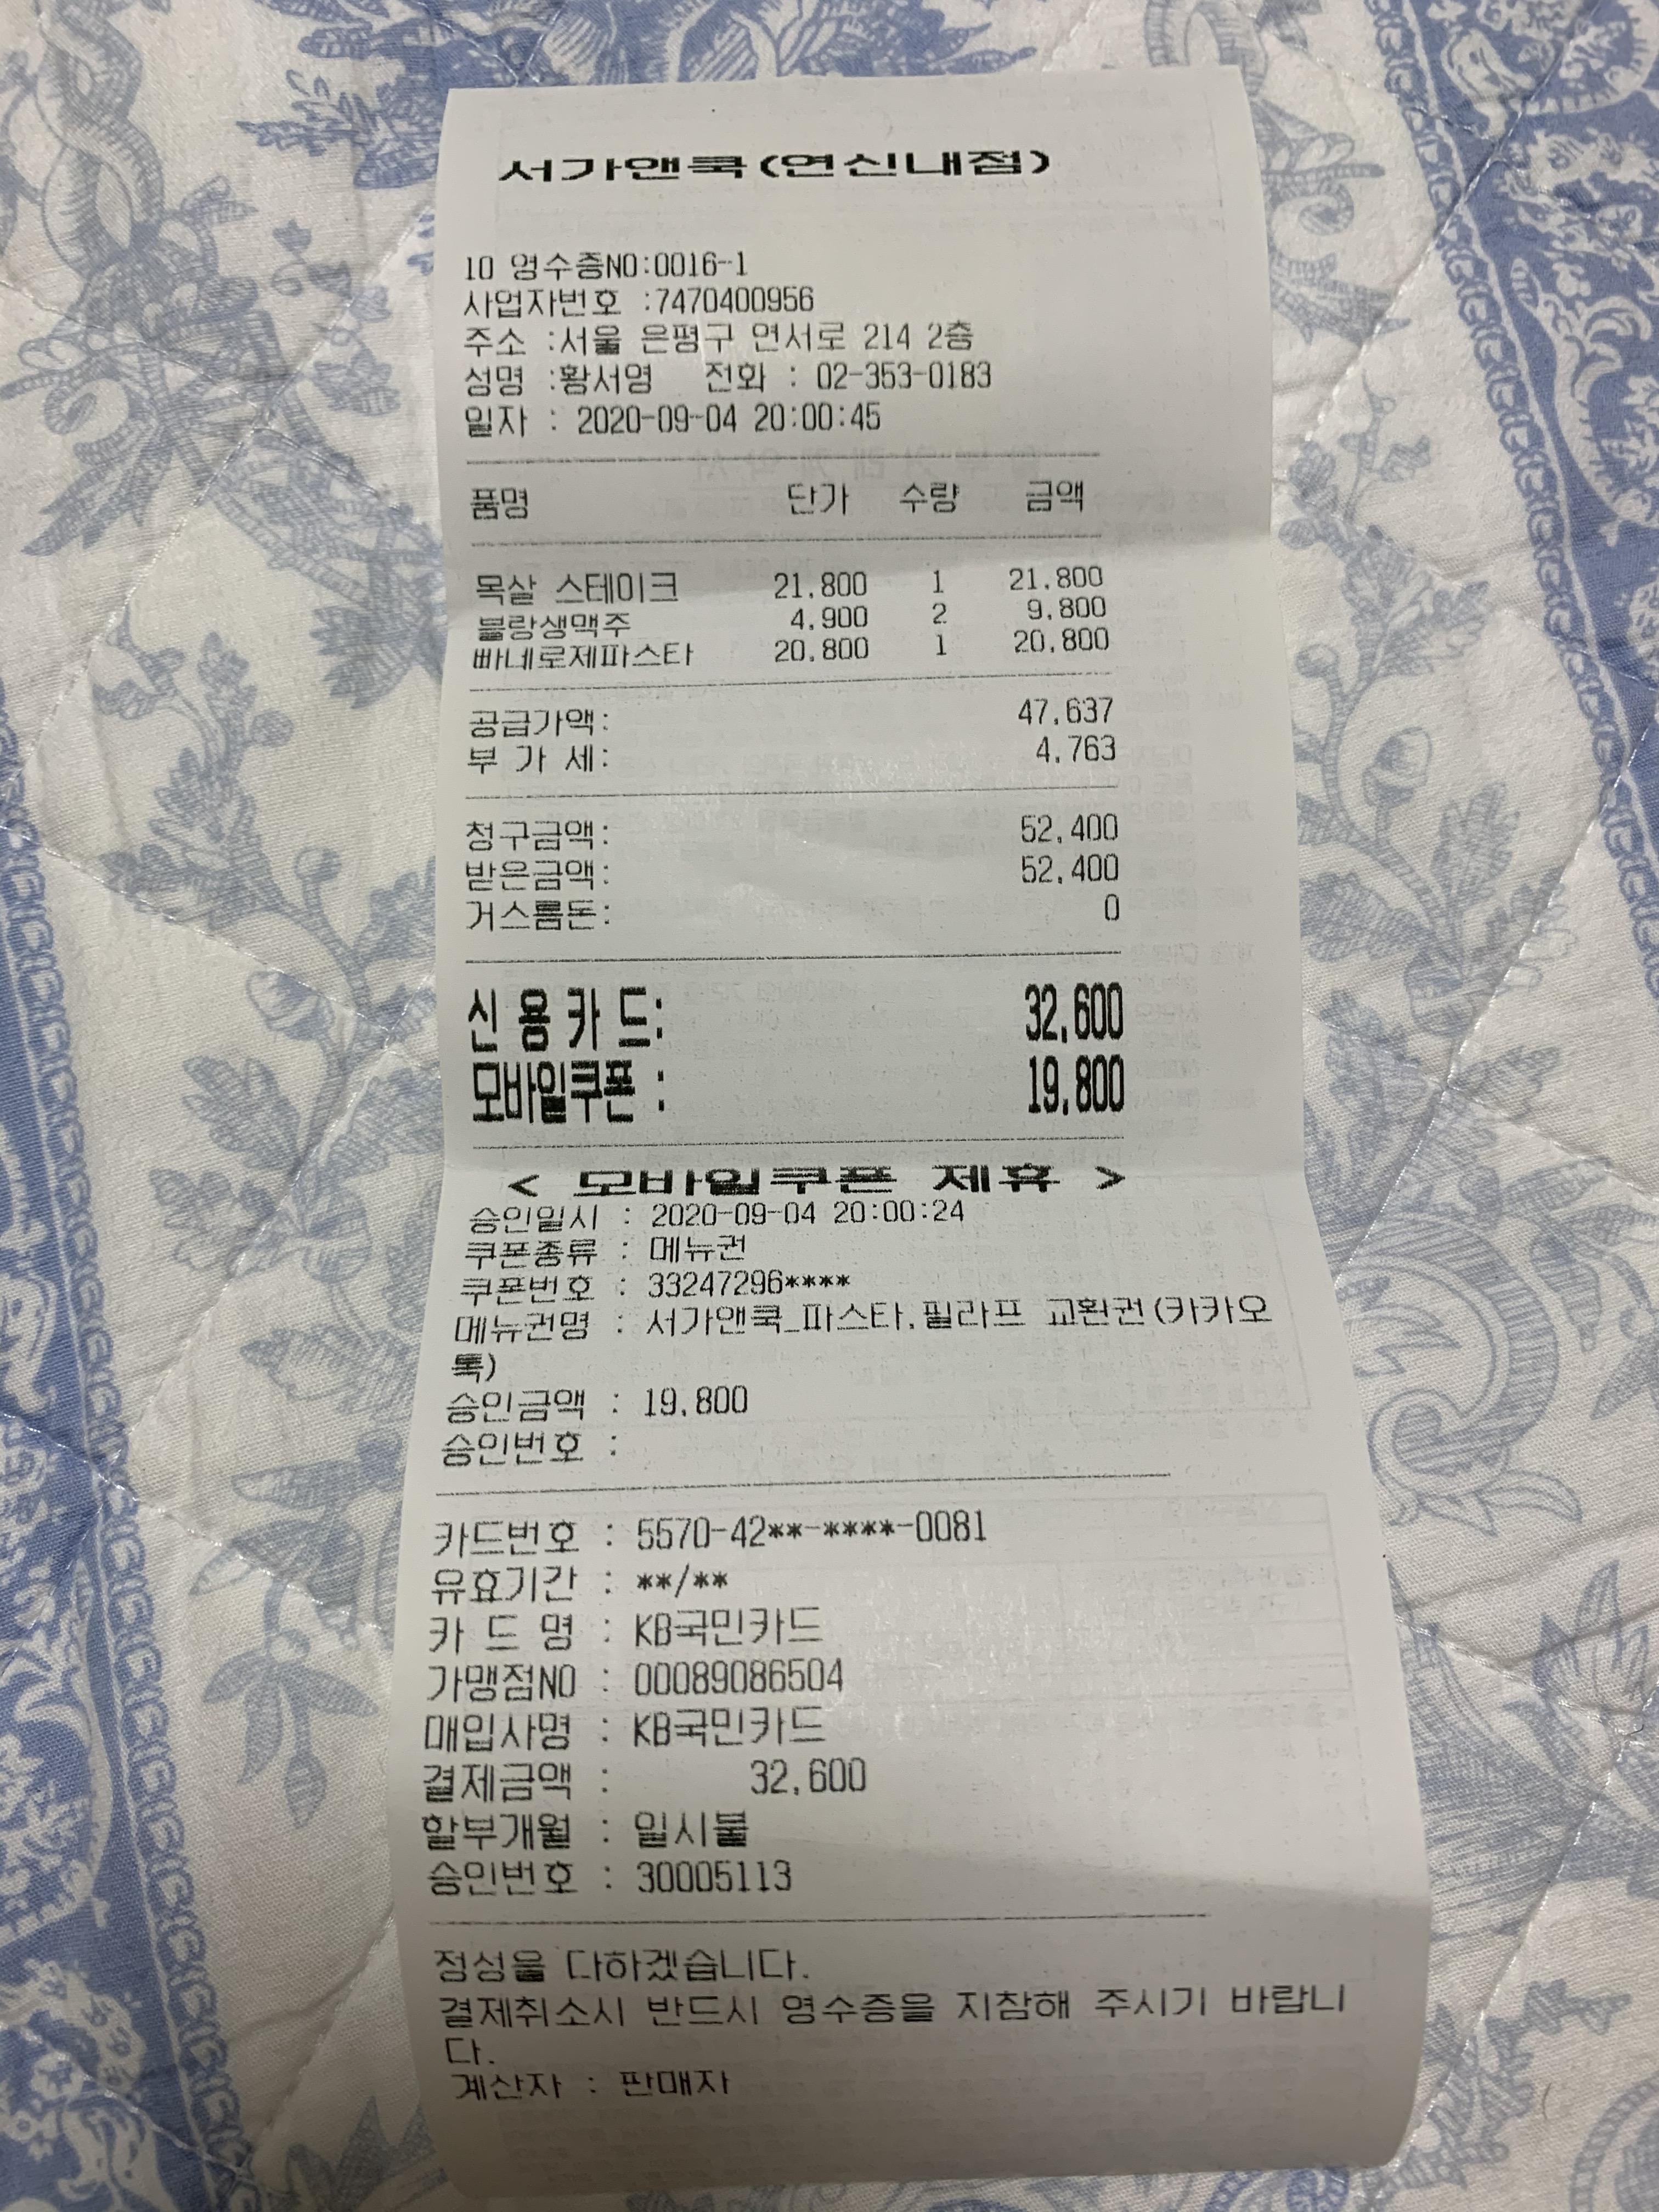 서가앤쿡(연신내점)
10 영수증NO:0016-1
사업자번호 :7470400956
주소 :서울 은평구 연서로 214 2층
성명 :황서영 전화 : 02-353-0183
일자 : 2020-09-04 20:00:45
품명 단가 수량 금액
목살 스테이크 21,800 1 21,800
블랑생맥주 4,900 2 9,800
빠네로제파스타 20,800 1 20,800
공급가액: 47,637
부 가 세: 4,763
청구금액: 52,400
받은금액: 52,400
거스름돈: 0
신 용 카 드: 32,600
모바일쿠폰 : 19,800
< 모바일쿠폰 제휴 >
승인일시 : 2020-09-04 20:00:24
쿠폰종류 : 메뉴권
쿠폰번호 : 33247296****
메뉴권명 : 서가앤쿡_파스타,필라프 교환권(카카오
톡)
승인금액 : 19,800
승인번호 :
카드번호 : 5570-42**-****-0081
유효기간 : **/**
카 드 명 : KB국민카드
가맹점NO : 00089086504
매입사명 : KB국민카드
결제금액 : 32,600
할부개월 : 일시불
승인번호 : 30005113
정성을 다하겠습니다.
결제취소시 반드시 영수증을 지참해 주시기 바랍니
다.
계산자 : 판매자